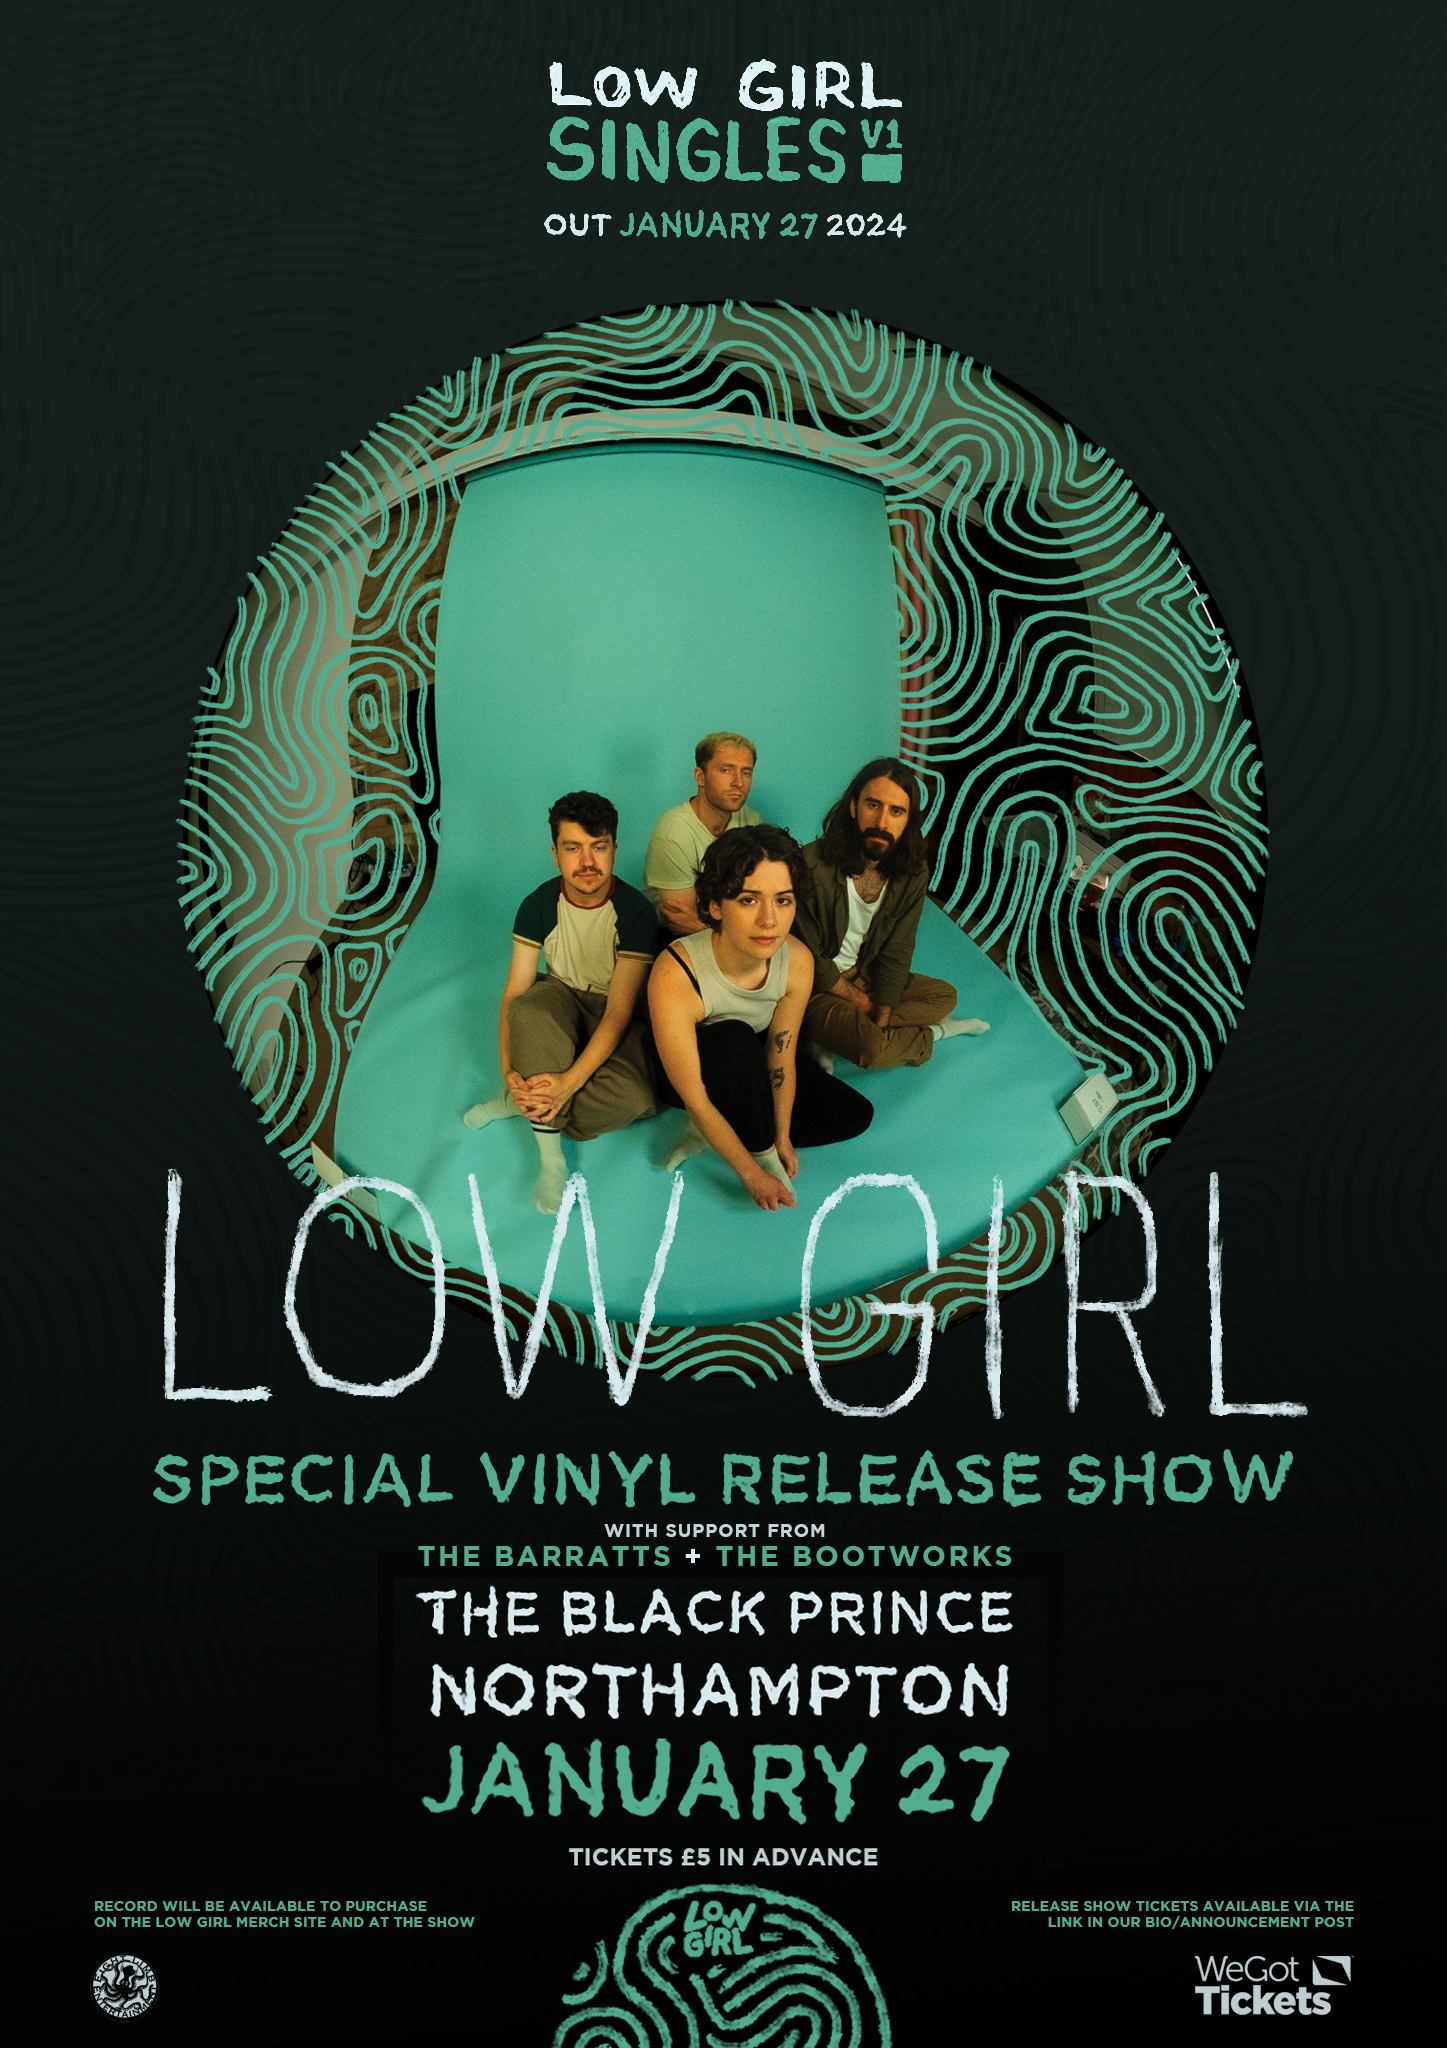 LOW GIRL
SINGLES V1
OUT JANUARY 27 2024
LOW GIRL
SPECIAL VINYL RELEASE SHOW
WITH SUPPORT FROM
THE BARRATTS + THE BOOTWORKS
THE BLACK PRINCE
NORTHAMPTON
JANUARY 27
TICKETS £5 IN ADVANCE
RECORD WILL BE AVAILABLE TO PURCHASE
ON THE LOW GIRL MERCH SITE AND AT THE SHOW
LOW
GIRL
RELEASE SHOW TICKETS AVAILABLE VIA THE
LINK IN OUR BIO/ANNOUNCEMENT POST
EIGHT LIMB
ENTERTAINMENT
WeGot
Tickets